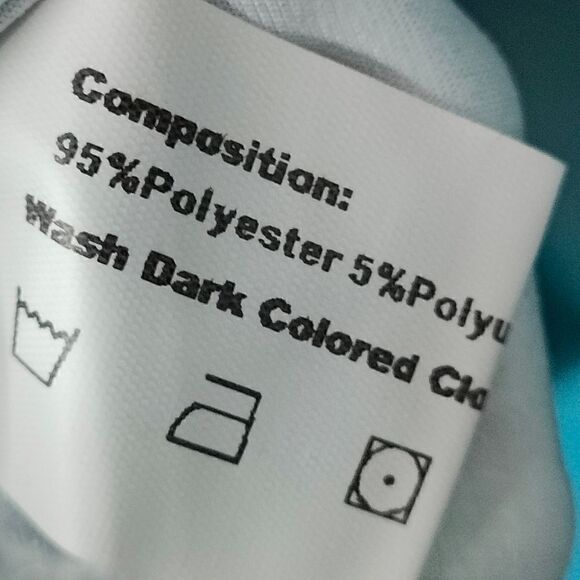 Composition:
95%Polyester 5%Polyu
Wash Dark Colored Clo